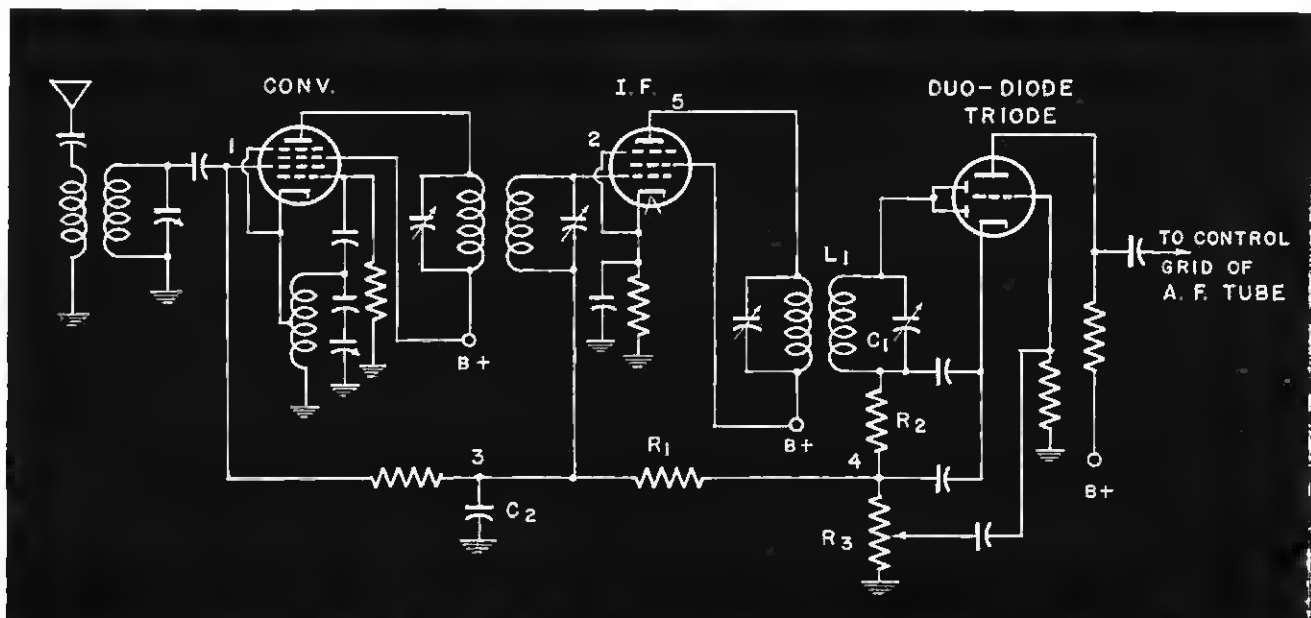 CONV.
I.F.
DUO-DIODE
TRIODE
1
2
5
L1
C1
TO CONTROL
GRID OF
A. F. TUBE
B+
B+
R2
3
R1
4
B+
C2
R3